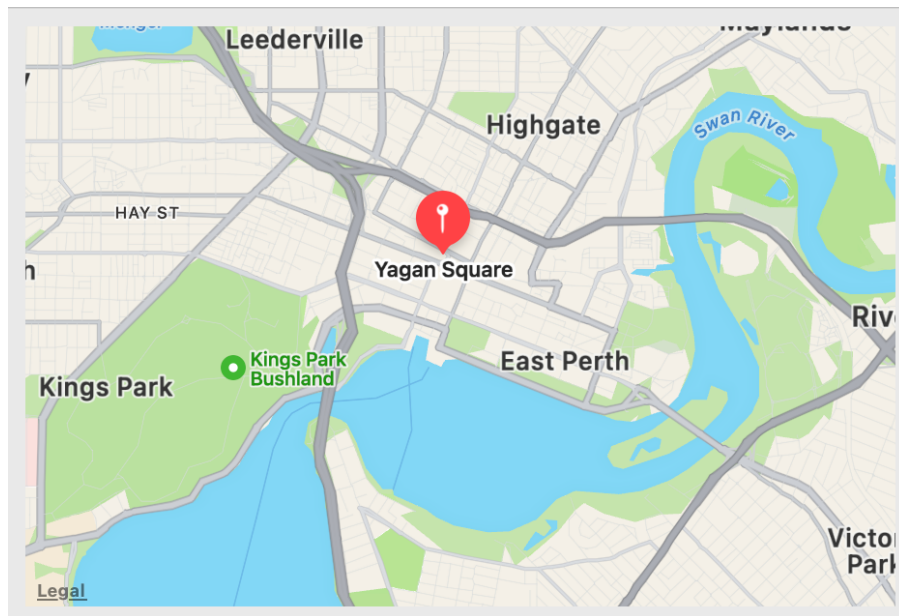 Leederville
Highgate
Swan River
HAY ST
Yagan Square
Kings Park
Bushland
East Perth
Kings Park
Legal